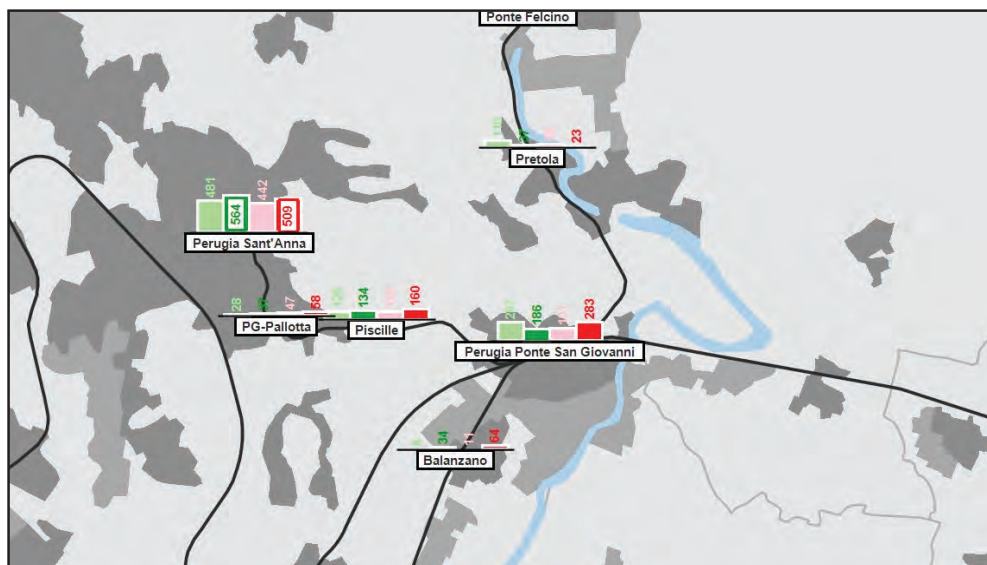 Ponte Felcino
23
Pretola
481
564
442
509
Perugia Sant'Anna
28
47
58
134
160
PG-Pallotta
Piscille
186
283
Perugia Ponte San Giovanni
34
11
64
Balanzano